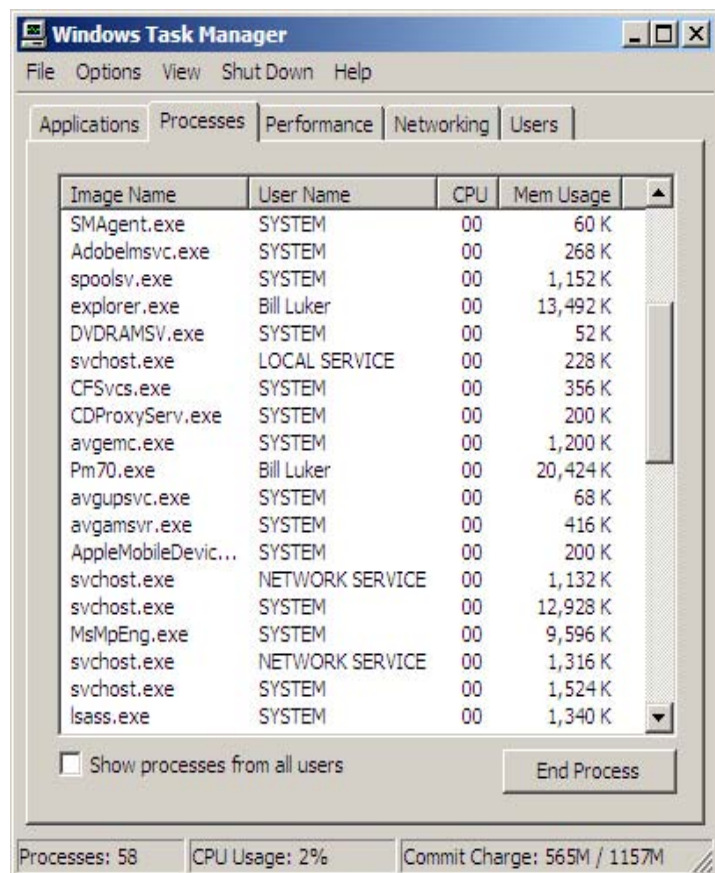 Windows Task Manager
File Options View Shut Down Help
Applications Processes Performance Networking Users
Image Name User Name CPU Mem Usage
SMAgent.exe SYSTEM 00 60 K
Adobelmsvc.exe SYSTEM 00 268 K
spoolsv.exe SYSTEM 00 1,152 K
explorer.exe Bill Luker 00 13,492 K
DVDRAMSV.exe SYSTEM 00 52 K
svchost.exe LOCAL SERVICE 00 228 K
CFSvcs.exe SYSTEM 00 356 K
CDProxyServ.exe SYSTEM 00 200 K
avgemc.exe SYSTEM 00 1,200 K
Pm70.exe Bill Luker 00 20,424 K
avgupsvc.exe SYSTEM 00 68 K
avgamsvr.exe SYSTEM 00 416 K
AppleMobileDevic... SYSTEM 00 200 K
svchost.exe NETWORK SERVICE 00 1,132 K
svchost.exe SYSTEM 00 12,928 K
MsMpEng.exe SYSTEM 00 9,596 K
svchost.exe NETWORK SERVICE 00 1,316 K
svchost.exe SYSTEM 00 1,524 K
lsass.exe SYSTEM 00 1,340 K
Show processes from all users
End Process
Processes: 58 CPU Usage: 2% Commit Charge: 565M / 1157M